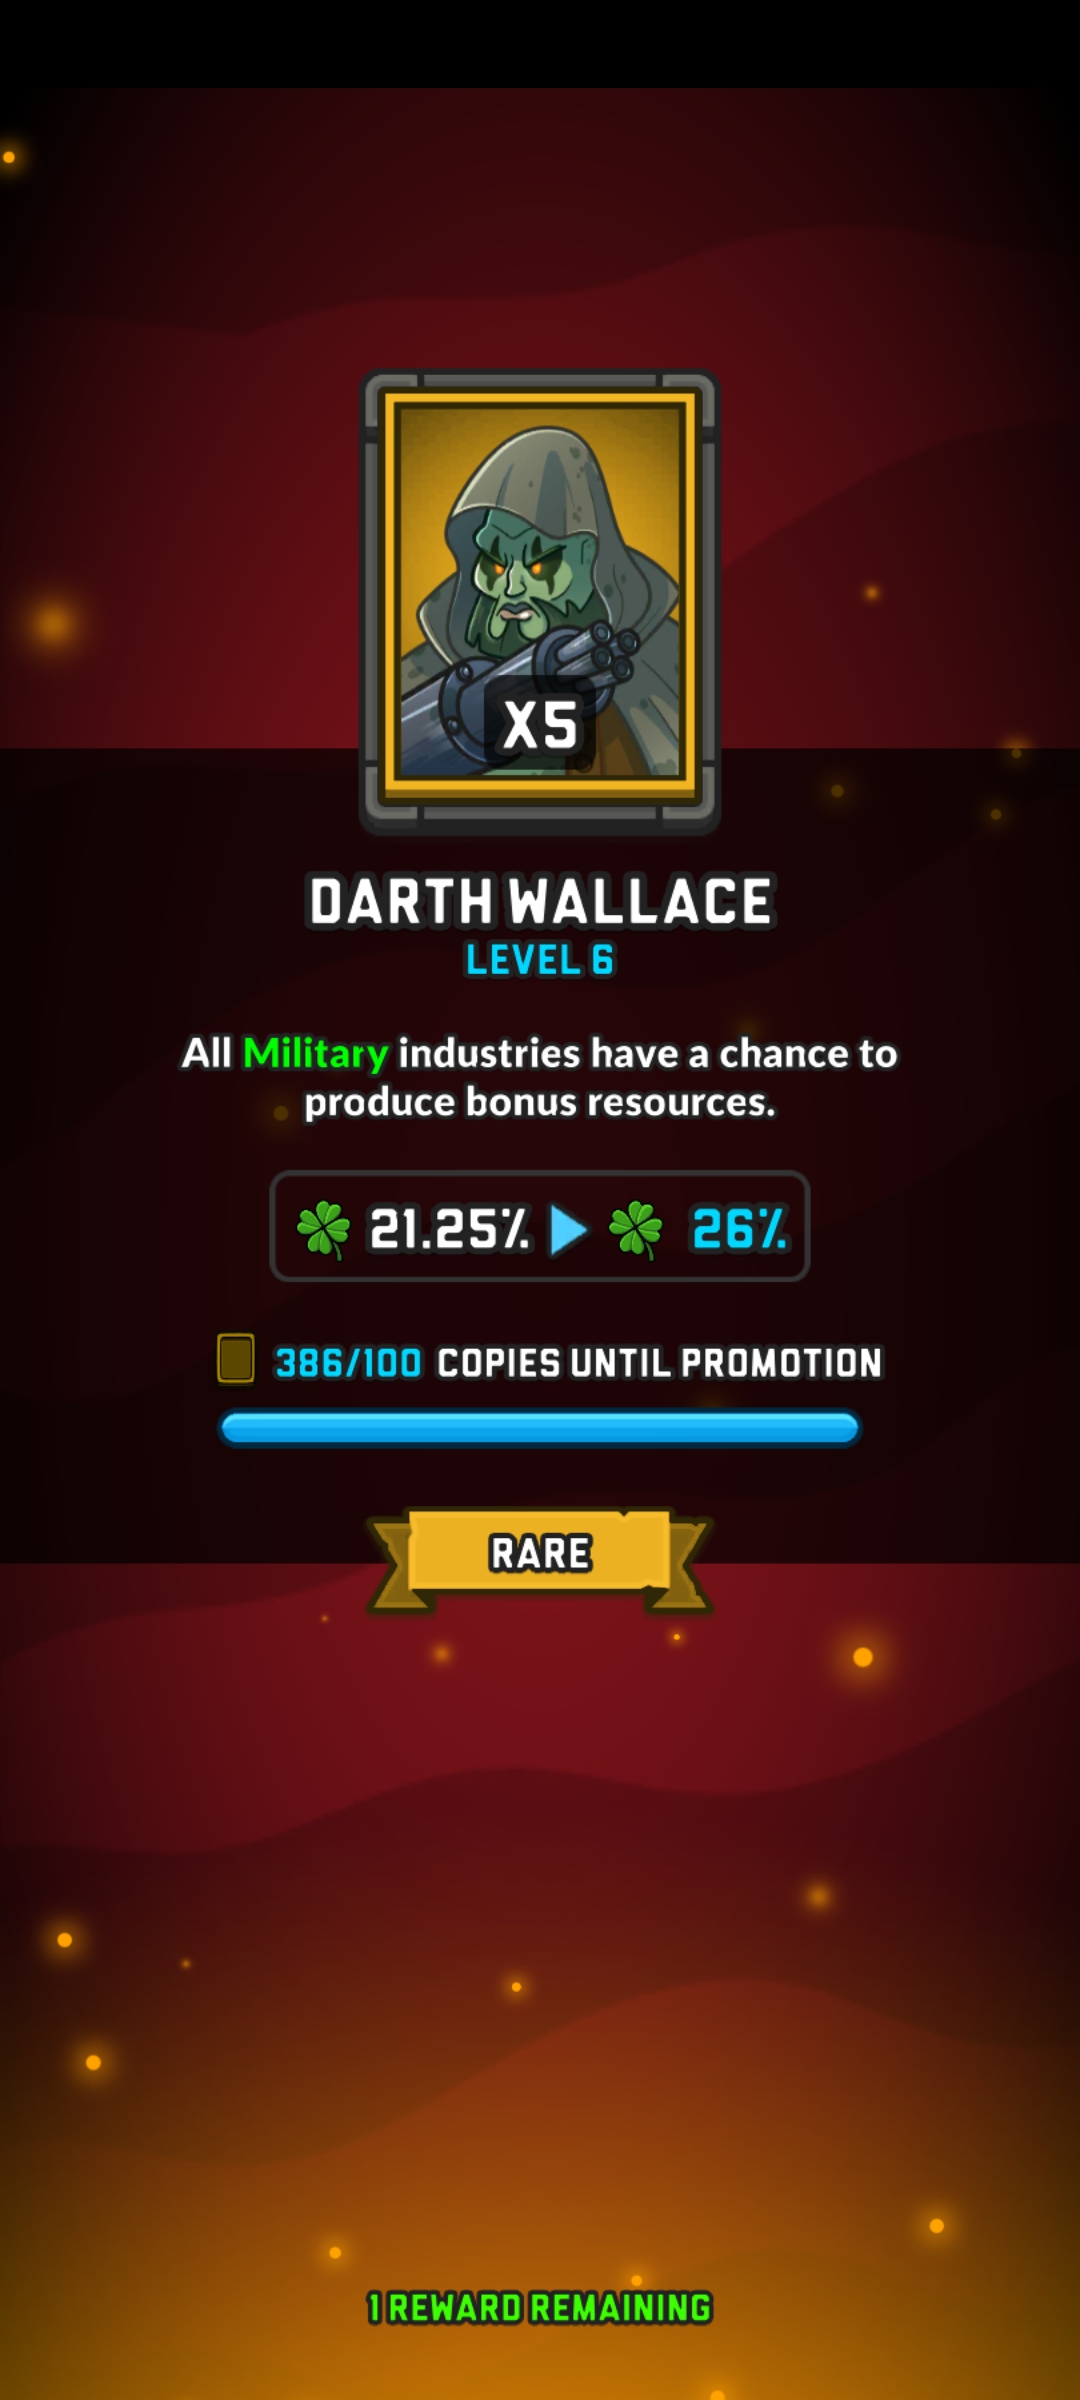 X5
DARTH WALLACE
LEVEL 6
All Military industries have a chance to
produce bonus resources.
21.25% 26%
386/100 COPIES UNTIL PROMOTION
RARE
1 REWARD REMAINING